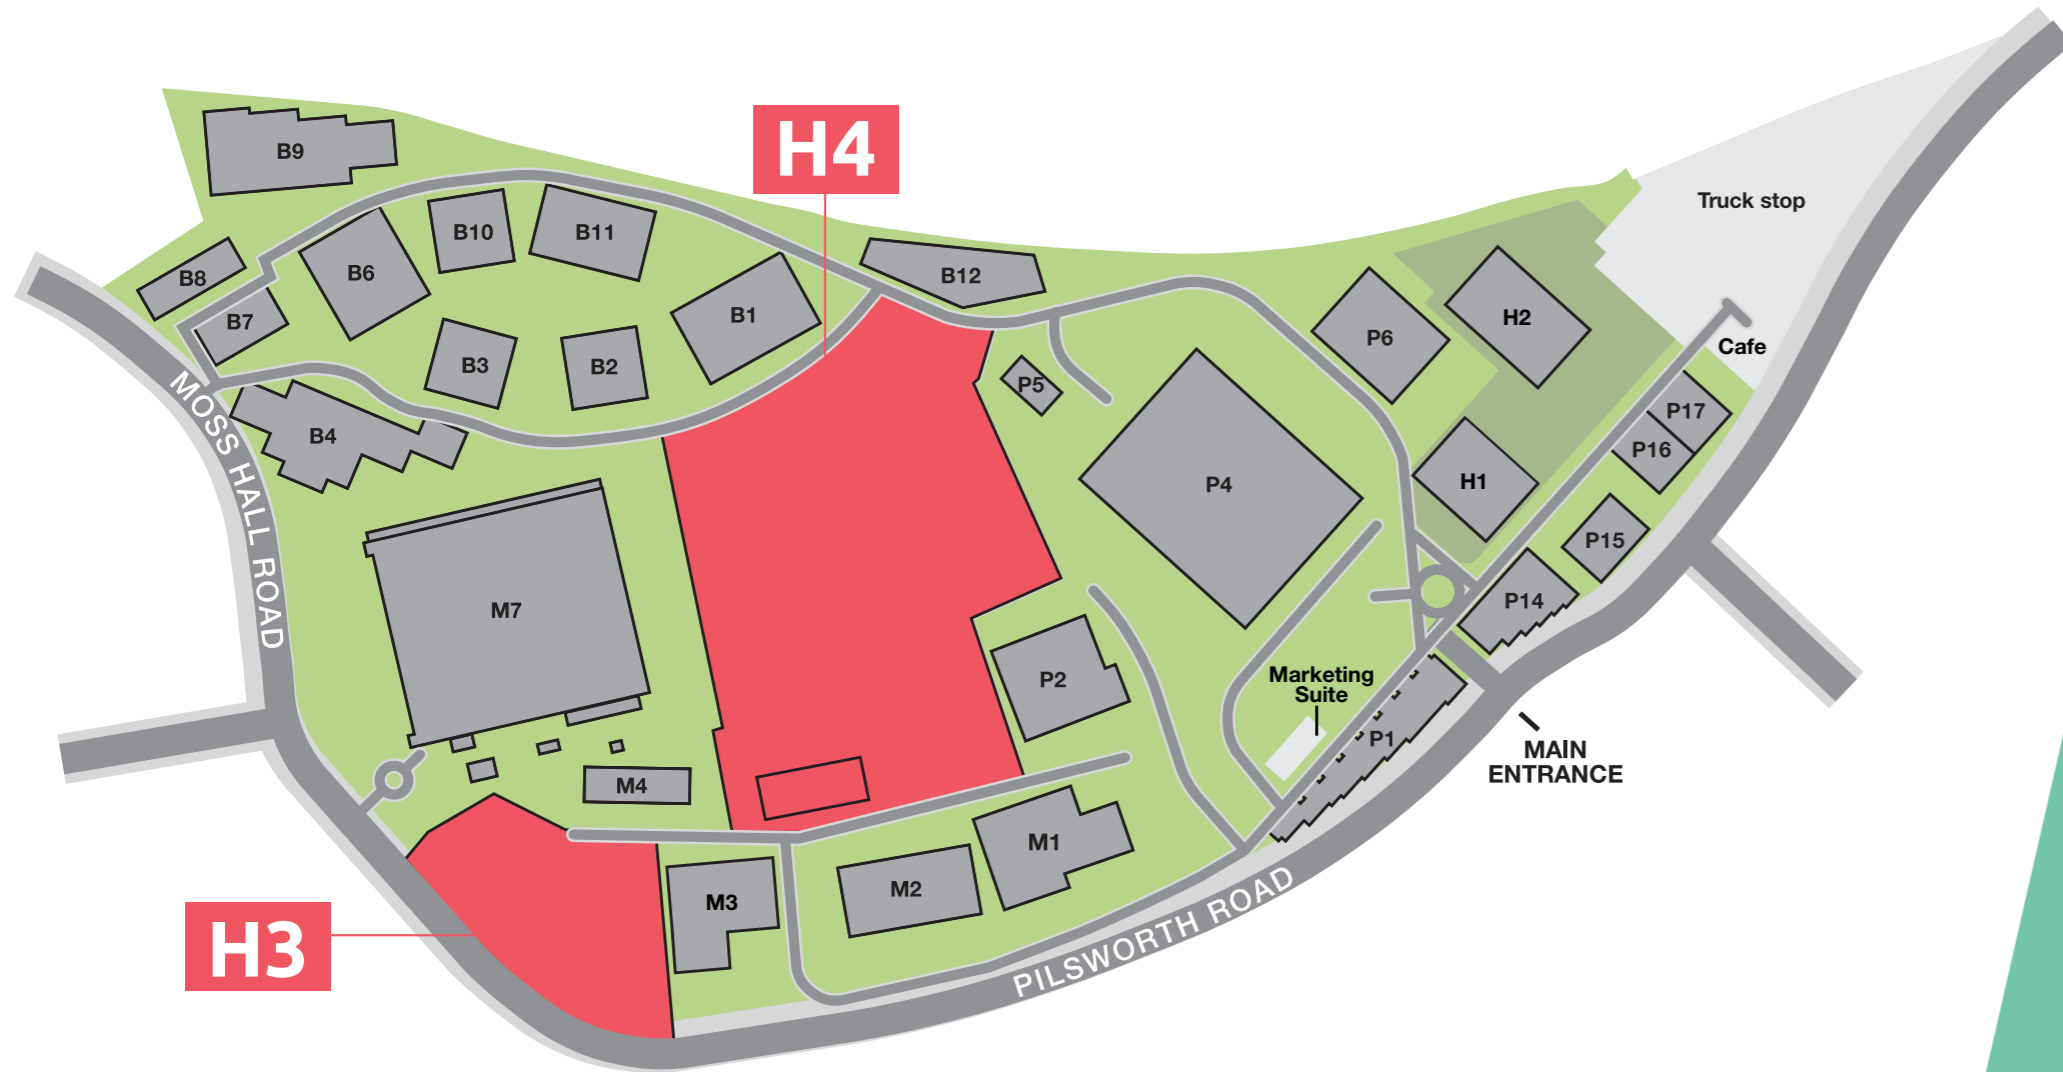 H4
B9
Truck stop
B10
B11
B8
B6
B12
B7
B1
H2
P6
Cafe
B3
B2
P5
P17
B4
P16
MOSS HALL ROAD
P4
H1
P15
M7
P14
P2
Marketing
Suite
P1
MAIN
ENTRANCE
M4
M1
M2
M3
H3
PILSWORTH ROAD